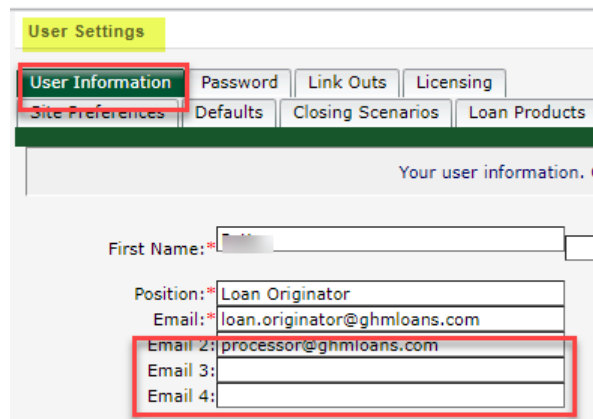 User Settings
User Information Password Link Outs Licensing
Site Preferences Defaults Closing Scenarios Loan Products
Your user information.
First Name:*
Position:* Loan Originator
Email:* loan.originator@ghmloans.com
Email 2: processor@ghmloans.com
Email 3:
Email 4: